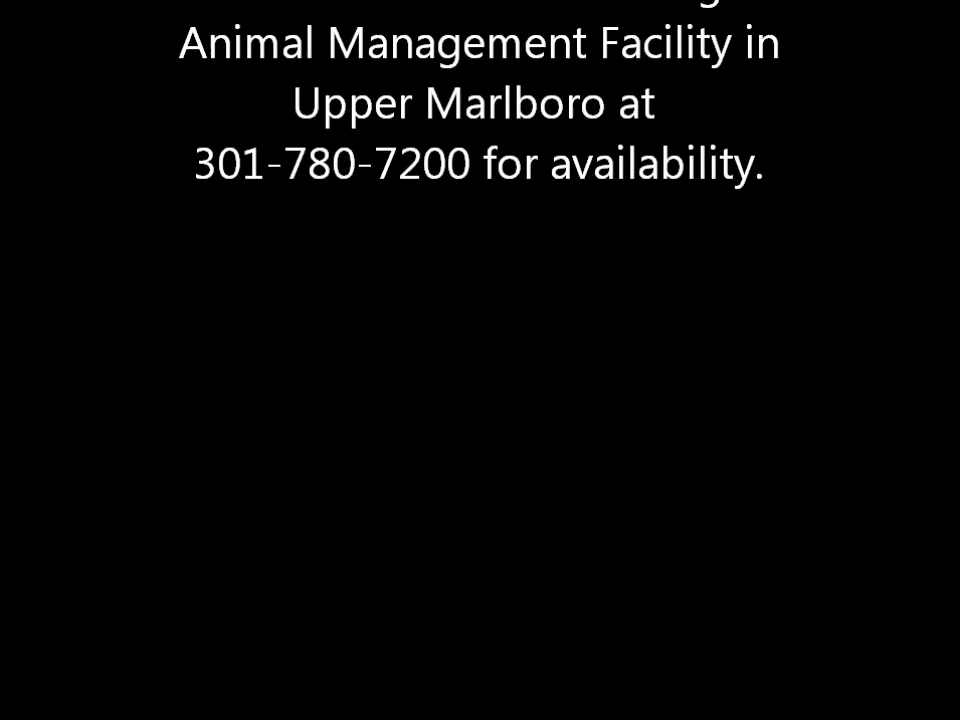 Animal Management Facility in
Upper Marlboro at
301-780-7200 for availability.